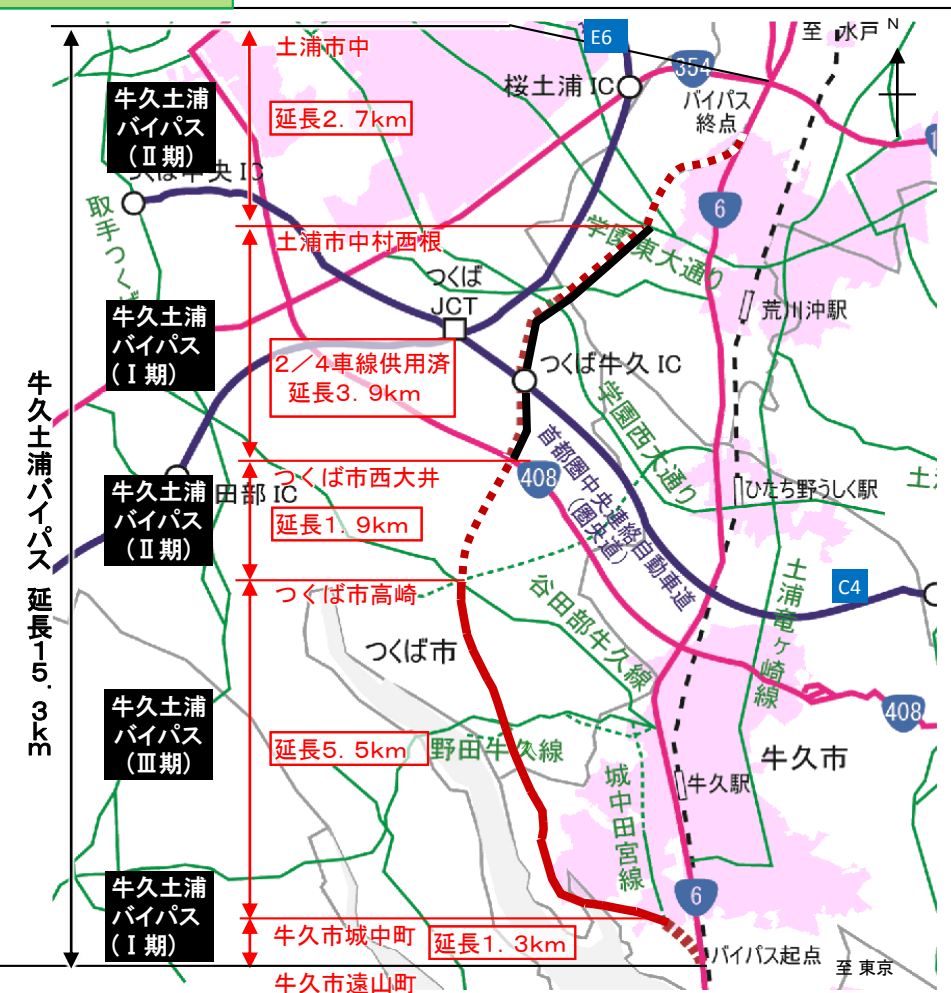 至 水戸
N
E6
土浦市中
354
桜土浦 IC
バイパス
終点
牛久土浦
バイパス
(Ⅱ期)
延長2．7km
つくば中央 IC
取手つくば
6
学園東大通り
土浦市中村西根
つくば
JCT
荒川沖駅
牛久土浦
バイパス
(Ⅰ期)
2／4車線供用済
延長3．9km
つくば牛久 IC
学園西大通り
牛久土浦バイパス 延長15．3km
首都圏中央連絡自動車道
(圏央道)
408
つくば市西大井
ひたち野うしく駅
田部 IC
牛久土浦
バイパス
(Ⅱ期)
延長1．9km
つくば市高崎
C4
土浦竜ヶ崎線
谷田部牛久線
つくば市
牛久土浦
バイパス
(Ⅲ期)
延長5．5km
野田牛久線
408
牛久市
牛久駅
城中田宮線
牛久土浦
バイパス
(Ⅰ期)
6
牛久市城中町
延長1．3km
バイパス起点
至 東京
牛久市遠山町